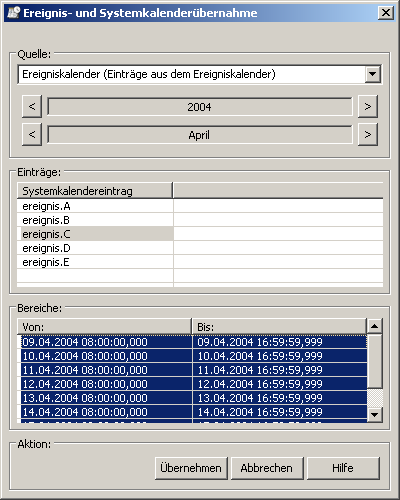 Ereignis- und Systemkalenderübernahme
Quelle:
Ereigniskalender (Einträge aus dem Ereigniskalender)
< 2004 >
< April >
Einträge:
Systemkalendereintrag
ereignis.A
ereignis.B
ereignis.C
ereignis.D
ereignis.E
Bereiche:
Von: Bis:
09.04.2004 08:00:00,000 09.04.2004 16:59:59,999
10.04.2004 08:00:00,000 10.04.2004 16:59:59,999
11.04.2004 08:00:00,000 11.04.2004 16:59:59,999
12.04.2004 08:00:00,000 12.04.2004 16:59:59,999
13.04.2004 08:00:00,000 13.04.2004 16:59:59,999
14.04.2004 08:00:00,000 14.04.2004 16:59:59,999
Aktion:
Übernehmen Abbrechen Hilfe